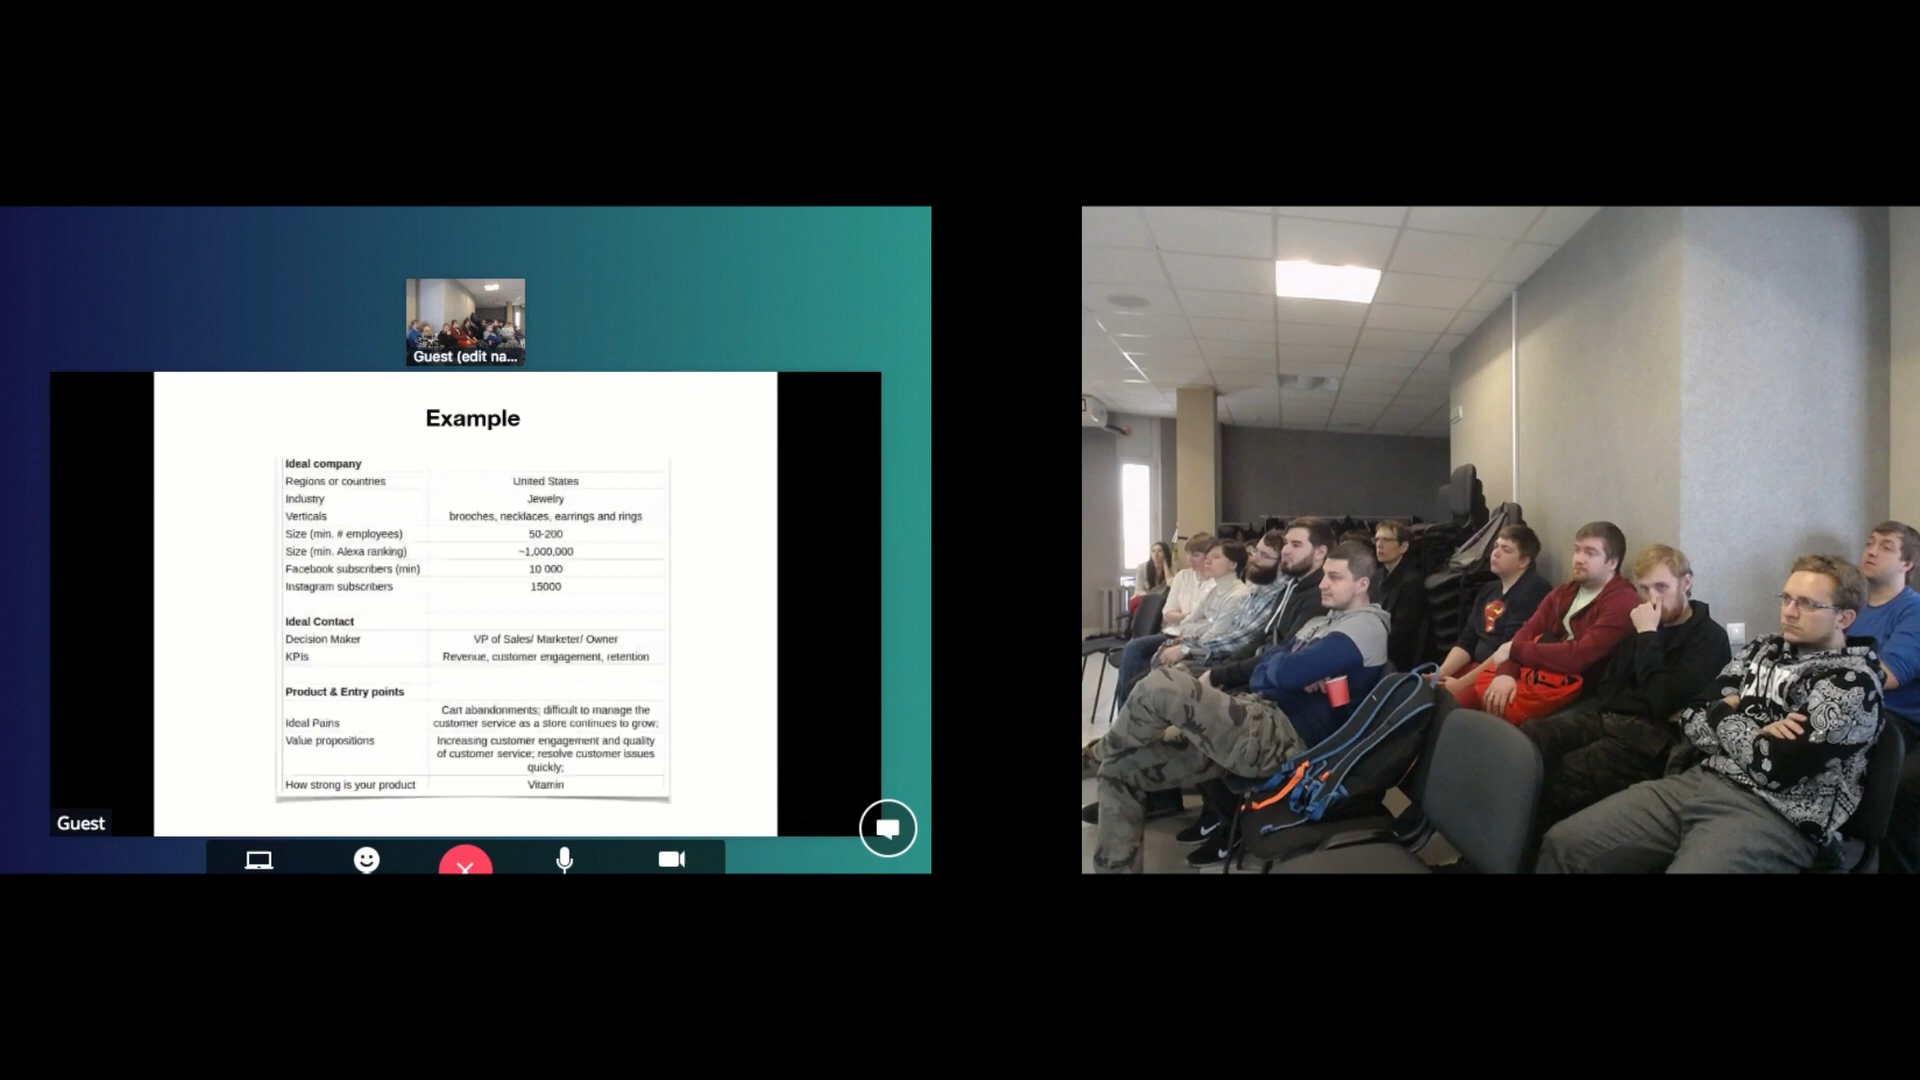 Guest (edit na...
Example
Ideal company
Regions or countries United States
Industry Jewelry
Verticals brooches, necklaces, earrings and rings
Size (min. # employees) 50-200
Size (min. Alexa ranking) ~1,000,000
Facebook subscribers (min) 10 000
Instagram subscribers 15000
Ideal Contact
Decision Maker VP of Sales/ Marketer/ Owner
KPIs Revenue, customer engagement, retention
Product & Entry points
Ideal Pains Cart abandonments; difficult to manage the
customer service as a store continues to grow;
Value propositions Increasing customer engagement and quality
of customer service; resolve customer issues
quickly;
How strong is your product Vitamin
Guest